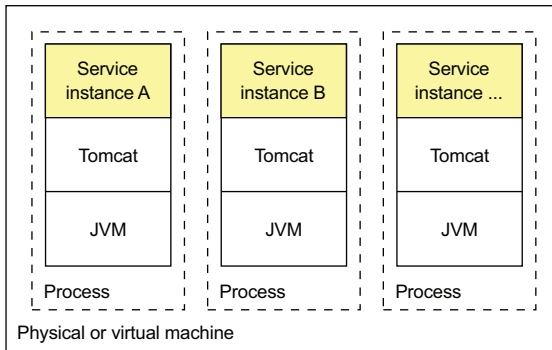 Service
instance A
Tomcat
JVM
Process
Service
instance B
Tomcat
JVM
Process
Service
instance ...
Tomcat
JVM
Process
Physical or virtual machine